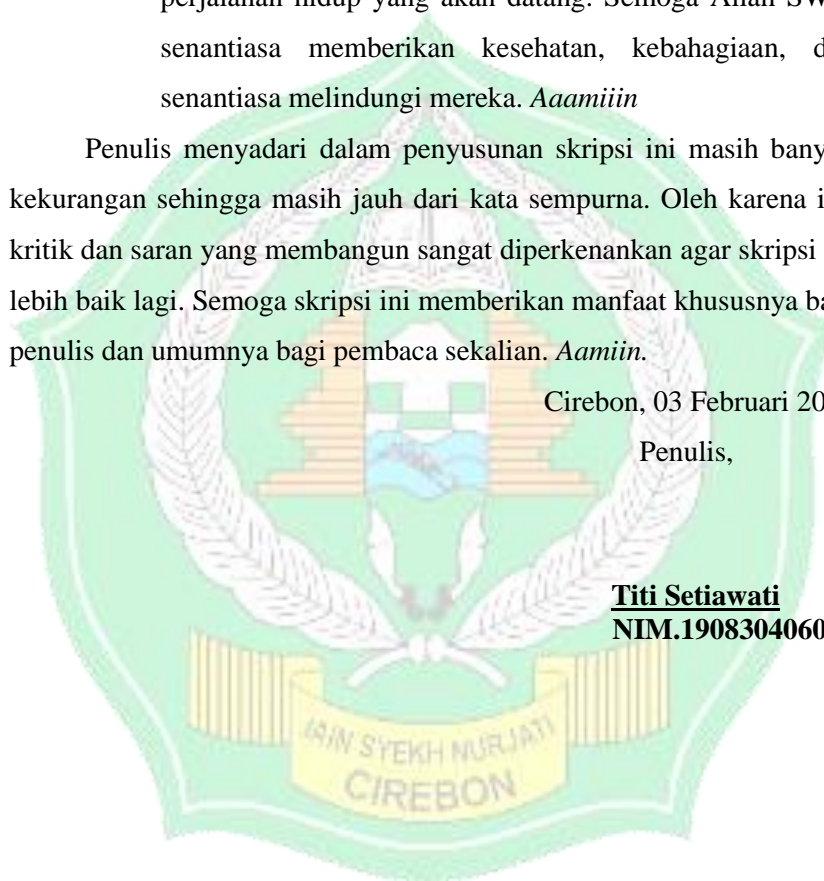 perjalanan hidup yang akan datang. Semoga Allah SW
senantiasa memberikan kesehatan, kebahagiaan, d
senantiasa melindungi mereka. Aaamiiin
Penulis menyadari dalam penyusunan skripsi ini masih bany
kekurangan sehingga masih jauh dari kata sempurna. Oleh karena i
kritik dan saran yang membangun sangat diperkenankan agar skripsi
lebih baik lagi. Semoga skripsi ini memberikan manfaat khususnya ba
penulis dan umumnya bagi pembaca sekalian. Aamiin.
Cirebon, 03 Februari 20
Penulis,
Titi Setiawati
NIM.1908304060
IAIN SYEKH NURJATI
CIREBON